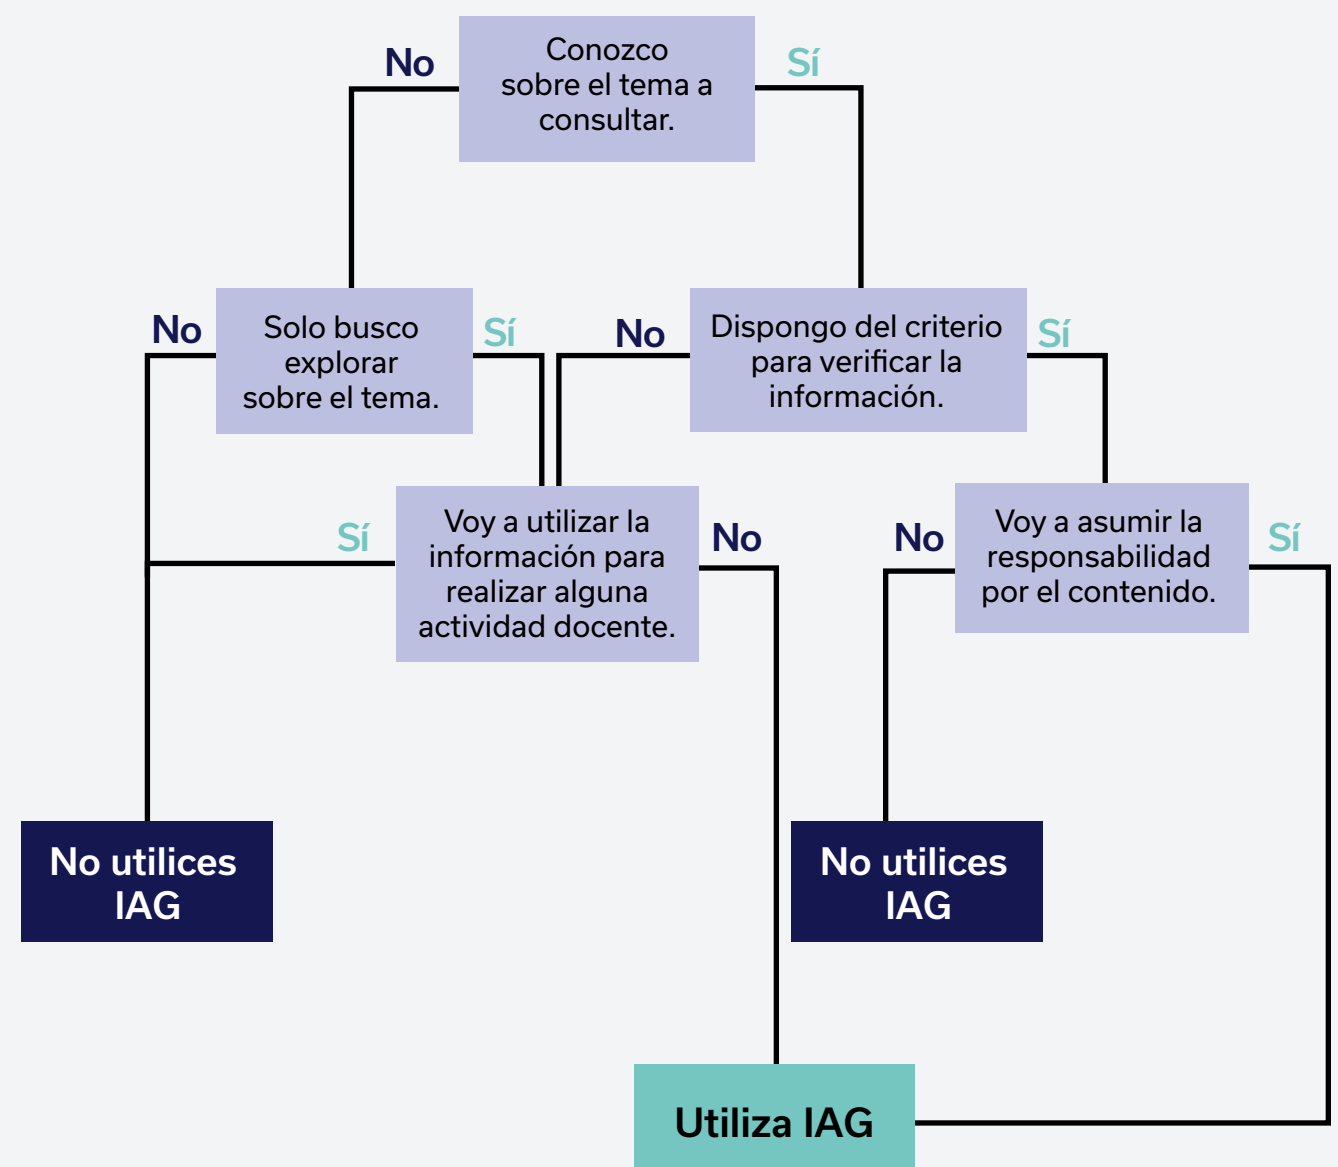 Conozco
sobre el tema a
consultar.
No
Sí
Solo busco
explorar
sobre el tema.
No
Sí
Dispongo del criterio
para verificar la
información.
No
Sí
Voy a utilizar la
información para
realizar alguna
actividad docente.
Sí
No
Voy a asumir la
responsabilidad
por el contenido.
No
Sí
No utilices
IAG
No utilices
IAG
Utiliza IAG